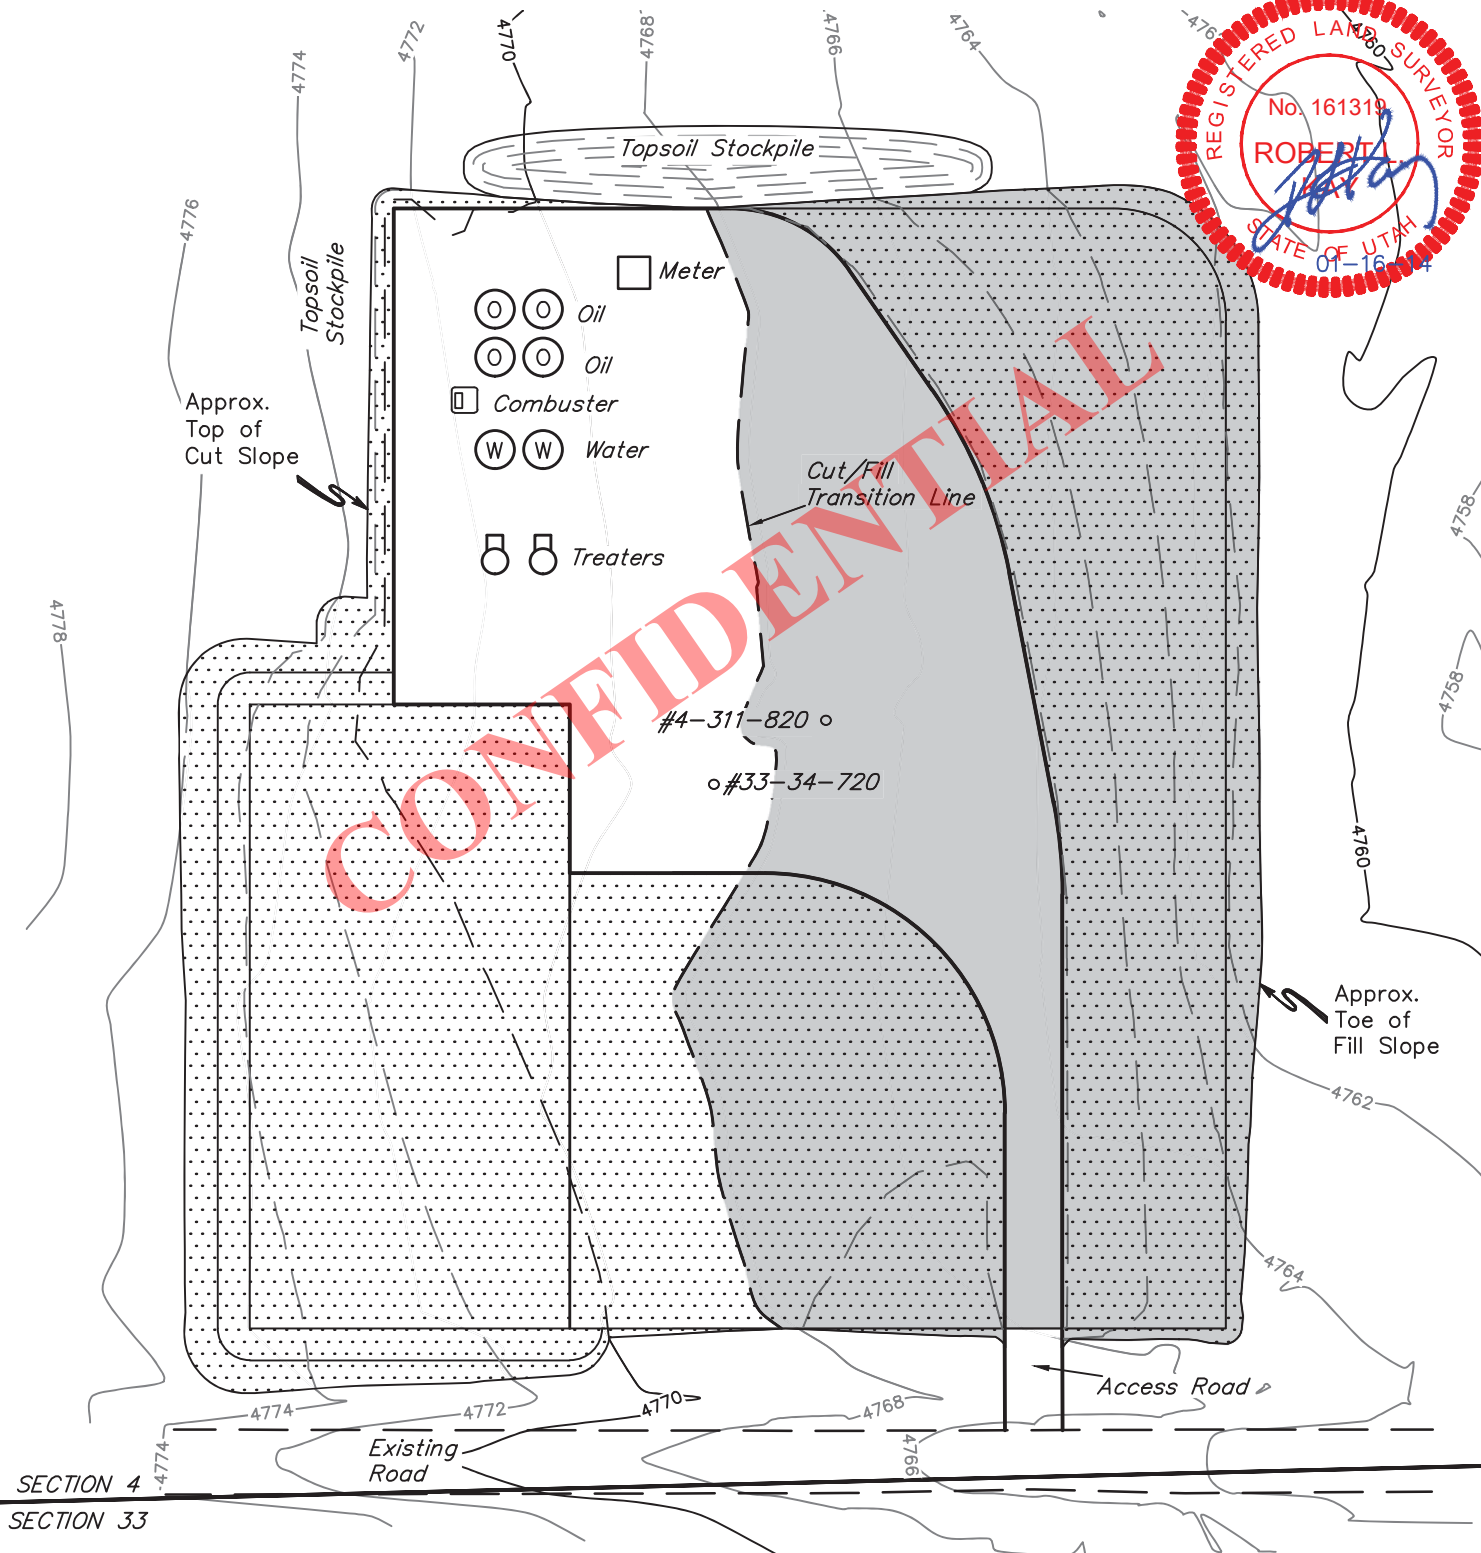 4774
4772
4770
4768
4766
4764
4760
REGISTERED LAND SURVEYOR
No. 161319
ROBERT L.
KAY
STATE OF UTAH
01-16-14
Topsoil Stockpile
4776
Topsoil
Stockpile
Meter
Oil
Oil
Combuster
W W Water
Approx.
Top of
Cut Slope
Cut/Fill
Transition Line
Treaters
CONFIDENTIAL
4758
4778
4758
#4-311-820
#33-34-720
4760
Approx.
Toe of
Fill Slope
4762
4764
Access Road
4774
4772
4770
4768
4774
Existing
Road
4766
SECTION 4
SECTION 33